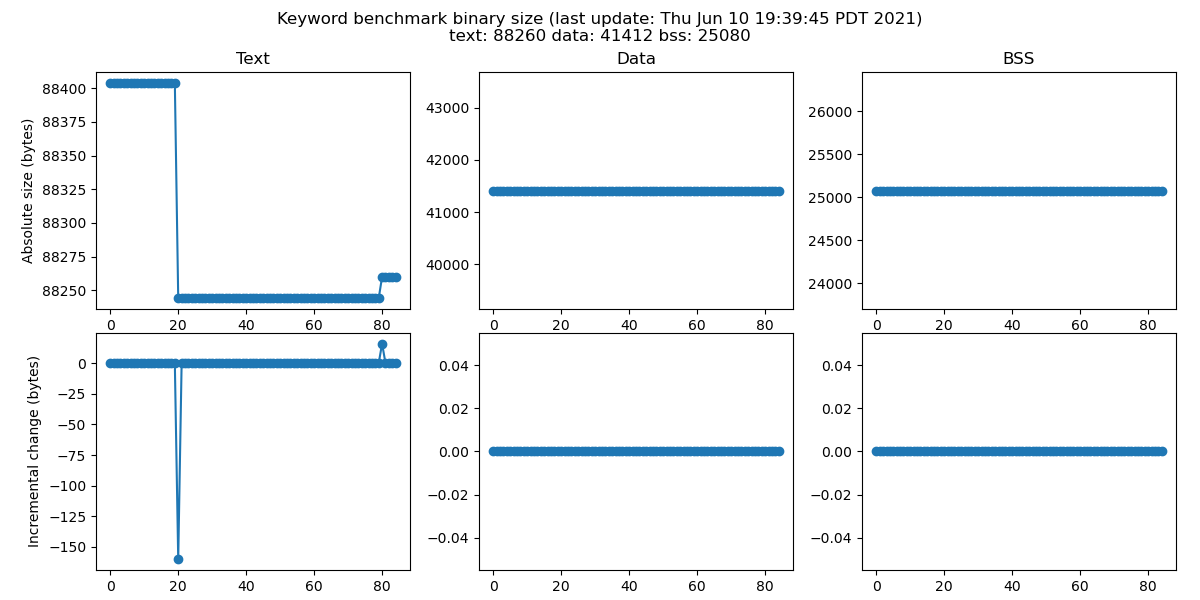 Keyword benchmark binary size (last update: Thu Jun 10 19:39:45 PDT 2021)
text: 88260 data: 41412 bss: 25080
Text
Data
BSS
Absolute size (bytes)
88400
88375
88350
88325
88300
88275
88250
0 20 40 60 80
43000
42000
41000
40000
0 20 40 60 80
26000
25500
25000
24500
24000
0 20 40 60 80
Incremental change (bytes)
0
−25
−50
−75
−100
−125
−150
0 20 40 60 80
0.04
0.02
0.00
−0.02
−0.04
0 20 40 60 80
0.04
0.02
0.00
−0.02
−0.04
0 20 40 60 80